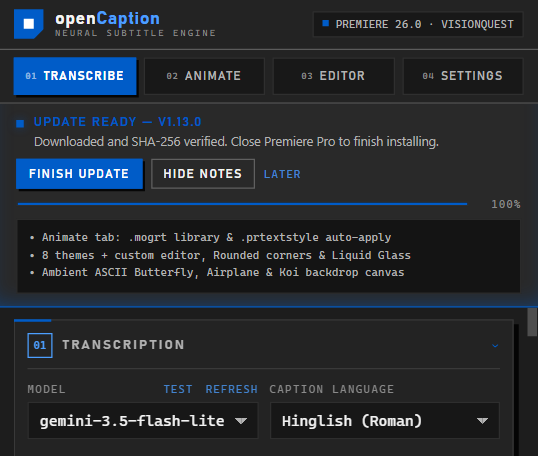 openCaption
NEURAL SUBTITLE ENGINE
PREMIERE 26.0 · VISIONQUEST
01 TRANSCRIBE
02 ANIMATE
03 EDITOR
04 SETTINGS
UPDATE READY — V1.13.0
Downloaded and SHA-256 verified. Close Premiere Pro to finish installing.
FINISH UPDATE
HIDE NOTES
LATER
100%
• Animate tab: .mogrt library & .prtextstyle auto-apply
• 8 themes + custom editor, Rounded corners & Liquid Glass
• Ambient ASCII Butterfly, Airplane & Koi backdrop canvas
01 TRANSCRIPTION
MODEL TEST REFRESH CAPTION LANGUAGE
gemini-3.5-flash-lite Hinglish (Roman)